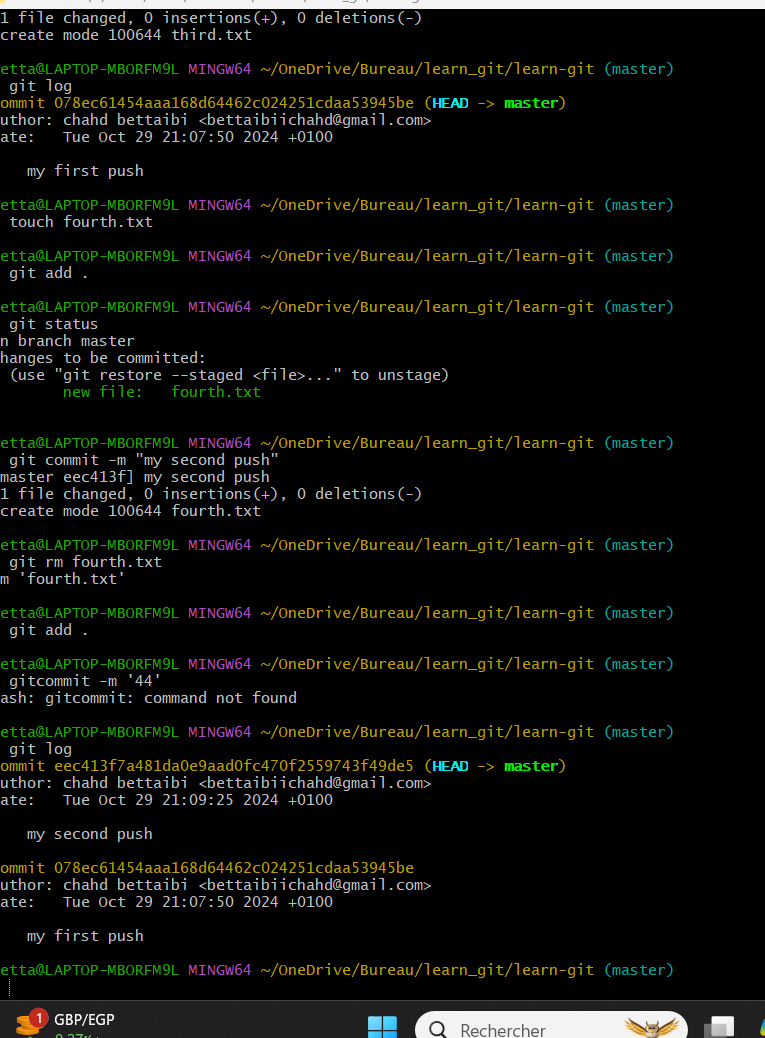 1 file changed, 0 insertions(+), 0 deletions(-)
create mode 100644 third.txt
etta@LAPTOP-MBORFM9L MINGW64 ~/OneDrive/Bureau/learn_git/learn-git (master)
git log
ommit 078ec61454aaa168d64462c024251cdaa53945be (HEAD -> master)
uthor: chahd bettaibi <bettaibiichahd@gmail.com>
ate:   Tue Oct 29 21:07:50 2024 +0100
my first push
etta@LAPTOP-MBORFM9L MINGW64 ~/OneDrive/Bureau/learn_git/learn-git (master)
touch fourth.txt
etta@LAPTOP-MBORFM9L MINGW64 ~/OneDrive/Bureau/learn_git/learn-git (master)
git add .
etta@LAPTOP-MBORFM9L MINGW64 ~/OneDrive/Bureau/learn_git/learn-git (master)
git status
n branch master
hanges to be committed:
(use "git restore --staged <file>..." to unstage)
new file:   fourth.txt
etta@LAPTOP-MBORFM9L MINGW64 ~/OneDrive/Bureau/learn_git/learn-git (master)
git commit -m "my second push"
master eec413f] my second push
1 file changed, 0 insertions(+), 0 deletions(-)
create mode 100644 fourth.txt
etta@LAPTOP-MBORFM9L MINGW64 ~/OneDrive/Bureau/learn_git/learn-git (master)
git rm fourth.txt
m 'fourth.txt'
etta@LAPTOP-MBORFM9L MINGW64 ~/OneDrive/Bureau/learn_git/learn-git (master)
git add .
etta@LAPTOP-MBORFM9L MINGW64 ~/OneDrive/Bureau/learn_git/learn-git (master)
gitcommit -m '44'
ash: gitcommit: command not found
etta@LAPTOP-MBORFM9L MINGW64 ~/OneDrive/Bureau/learn_git/learn-git (master)
git log
ommit eec413f7a481da0e9aad0fc470f2559743f49de5 (HEAD -> master)
uthor: chahd bettaibi <bettaibiichahd@gmail.com>
ate:   Tue Oct 29 21:09:25 2024 +0100
my second push
ommit 078ec61454aaa168d64462c024251cdaa53945be
uthor: chahd bettaibi <bettaibiichahd@gmail.com>
ate:   Tue Oct 29 21:07:50 2024 +0100
my first push
etta@LAPTOP-MBORFM9L MINGW64 ~/OneDrive/Bureau/learn_git/learn-git (master)
1 GBP/EGP
Rechercher